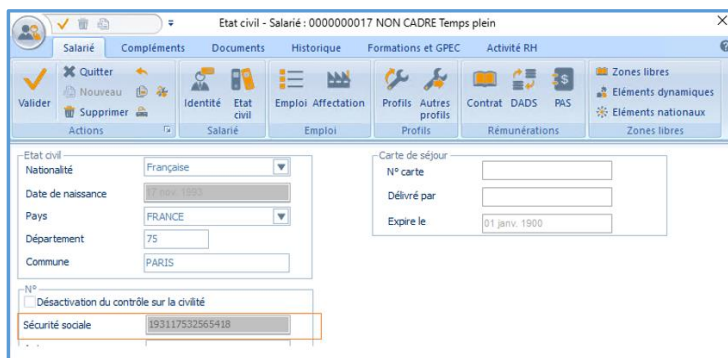 Etat civil - Salarié : 0000000017 NON CADRE Temps plein
Salarié Compléments Documents Historique Formations et GPEC Activité RH
Valider
Quitter
Nouveau
Supprimer
Actions
Identité Etat civil
Salarié
Emploi Affectation
Emploi
Profils Autres profils
Profils
Contrat DADS PAS
Rémunérations
Zones libres
Eléments dynamiques
Eléments nationaux
Zones libres
Etat civil
Nationalité Française
Date de naissance 17 nov. 1993
Pays FRANCE
Département 75
Commune PARIS
Carte de séjour
N° carte
Délivré par
Expire le 01 janv. 1900
N°
Désactivation du contrôle sur la civilité
Sécurité sociale 193117532565418